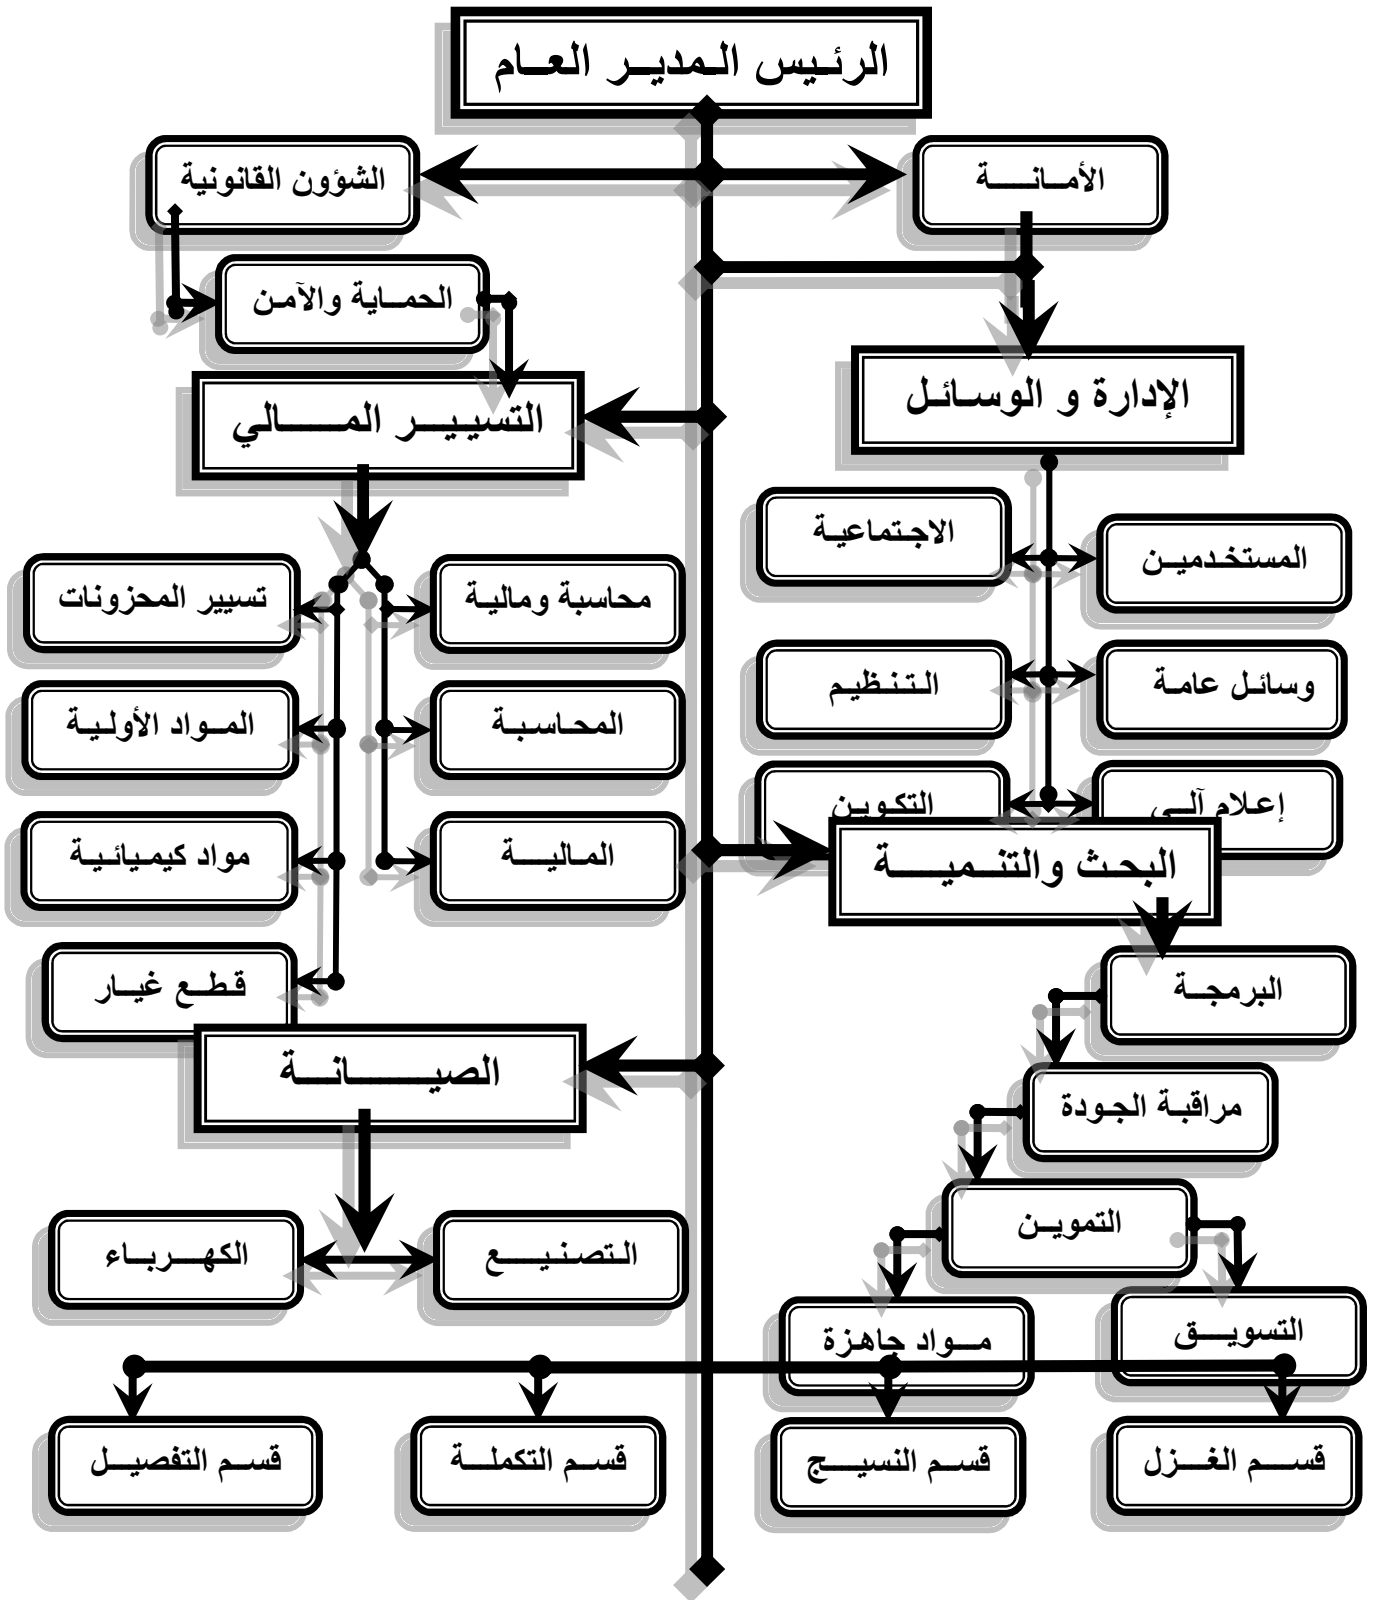 الرئيس المدير العام
الأمانة
الشؤون القانونية
الحماية والآمن
الإدارة و الوسائل
التسيير المالي
الاجتماعية
المستخدمين
محاسبة ومالية
تسيير المحزونات
وسائل عامة
التنظيم
المحاسبة
المواد الأولية
إعلام آلي
التكوين
المالية
مواد كيميائية
البحث والتنمية
قطع غيار
البرمجة
الصيانة
مراقبة الجودة
التموين
التصنيع
الكهرباء
التسويق
مواد جاهزة
قسم الغزل
قسم النسيج
قسم التكملة
قسم التفصيل